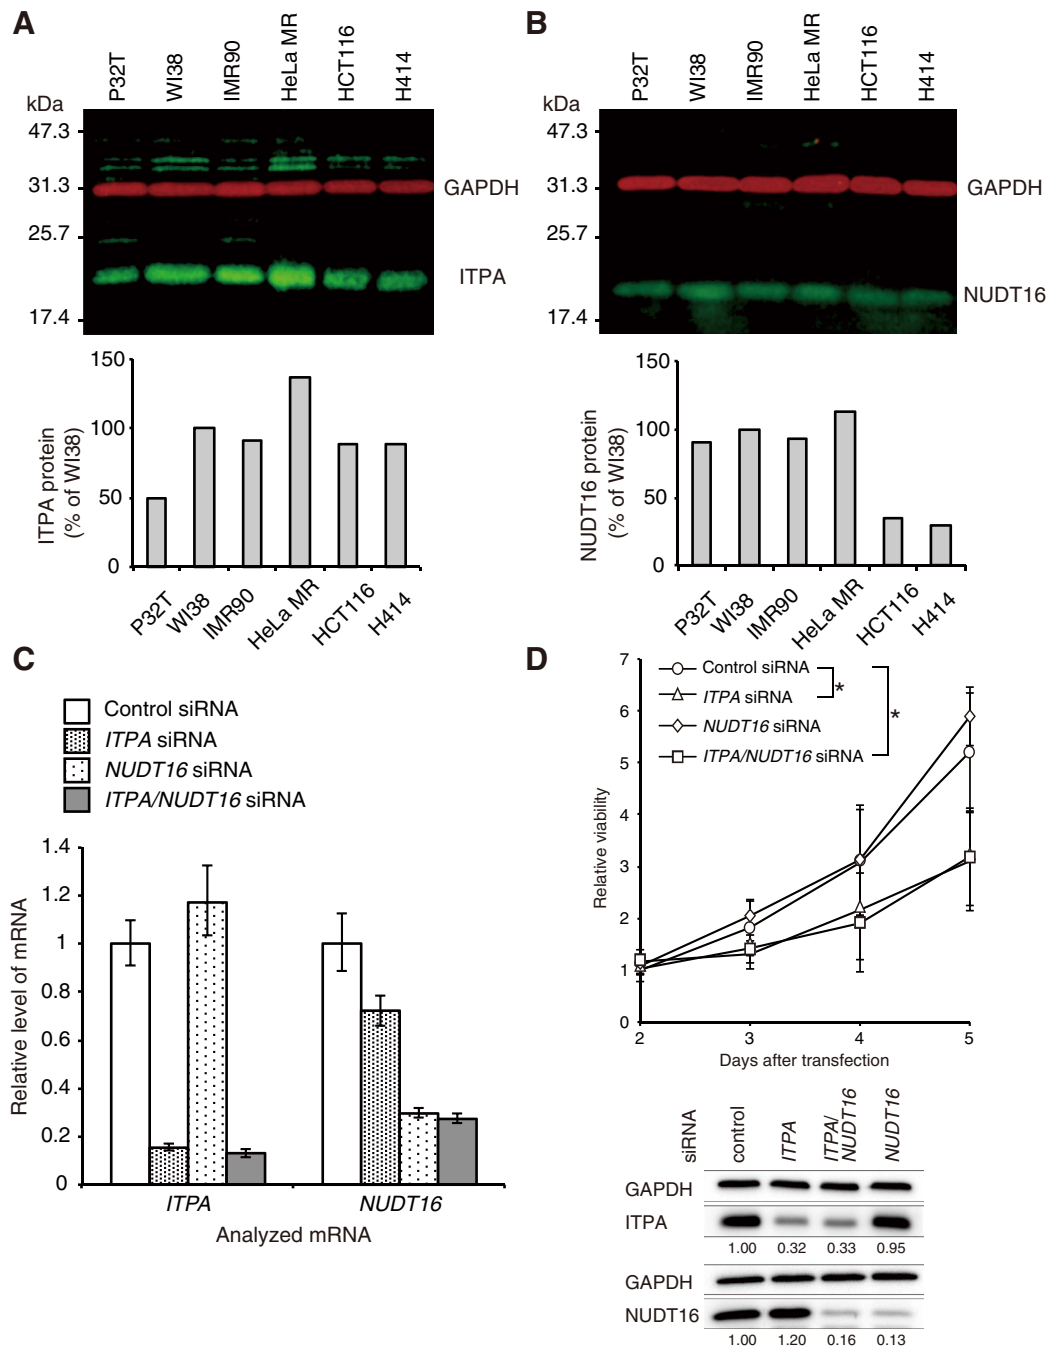 A
P32T
WI38
IMR90
HeLa MR
HCT116
H414
kDa
47.3
31.3
25.7
17.4
GAPDH
ITPA
150
100
50
0
ITPA protein
(% of WI38)
P32T
WI38
IMR90
HeLa MR
HCT116
H414
B
P32T
WI38
IMR90
HeLa MR
HCT116
H414
47.3
31.3
25.7
17.4
GAPDH
NUDT16
150
100
50
0
NUDT16 protein
(% of WI38)
P32T
WI38
IMR90
HeLa MR
HCT116
H414
C
Control siRNA
ITPA siRNA
NUDT16 siRNA
ITPA/NUDT16 siRNA
1.4
1.2
1
0.8
0.6
0.4
0.2
0
Relative level of mRNA
ITPA
NUDT16
Analyzed mRNA
D
7
6
5
4
3
2
1
0
Relative viability
Control siRNA
ITPA siRNA
NUDT16 siRNA
ITPA/NUDT16 siRNA
*
*
2
3
4
5
Days after transfection
siRNA
control
ITPA
ITPA/
NUDT16
NUDT16
GAPDH
ITPA
1.00 0.32 0.33 0.95
GAPDH
NUDT16
1.00 1.20 0.16 0.13